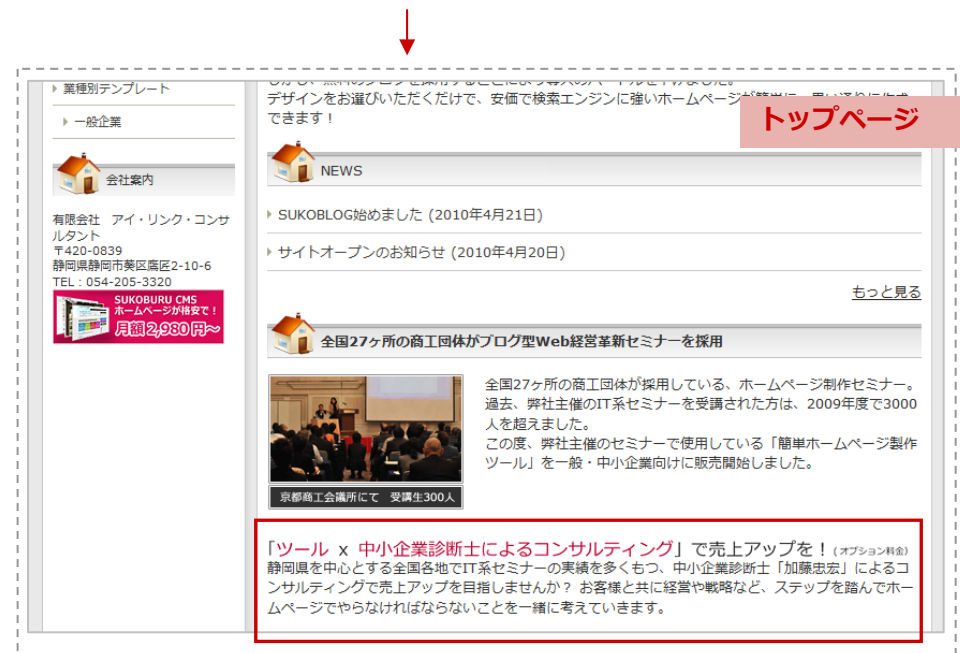 業種別テンプレート
一般企業
会社案内
有限会社 アイ・リンク・コンサ
ルタント
〒420-0839
静岡県静岡市葵区鷹匠2-10-6
TEL：054-205-3320
SUKOBURU CMS
ホームページが格安で！
月額 2,980 円～
デザインをお選びいただくだけで、安価で検索エンジンに強いホームページが
できます！
トップページ
NEWS
SUKOBLOG始めました (2010年4月21日)
サイトオープンのお知らせ (2010年4月20日)
もっと見る
全国27ヶ所の商工団体がブログ型Web経営革新セミナーを採用
全国27ヶ所の商工団体が採用している、ホームページ制作セミナー。
過去、弊社主催のIT系セミナーを受講された方は、2009年度で3000
人を超えました。
この度、弊社主催のセミナーで使用している「簡単ホームページ製作
ツール」を一般・中小企業向けに販売開始しました。
京都商工会議所にて 受講生300人
「ツール x 中小企業診断士によるコンサルティング」で売上アップを！(オプション料金)
静岡県を中心とする全国各地でIT系セミナーの実績を多くもつ、中小企業診断士「加藤忠宏」によるコ
ンサルティングで売上アップを目指しませんか？ お客様と共に経営や戦略など、ステップを踏んでホー
ムページでやらなければならないことを一緒に考えていきます。